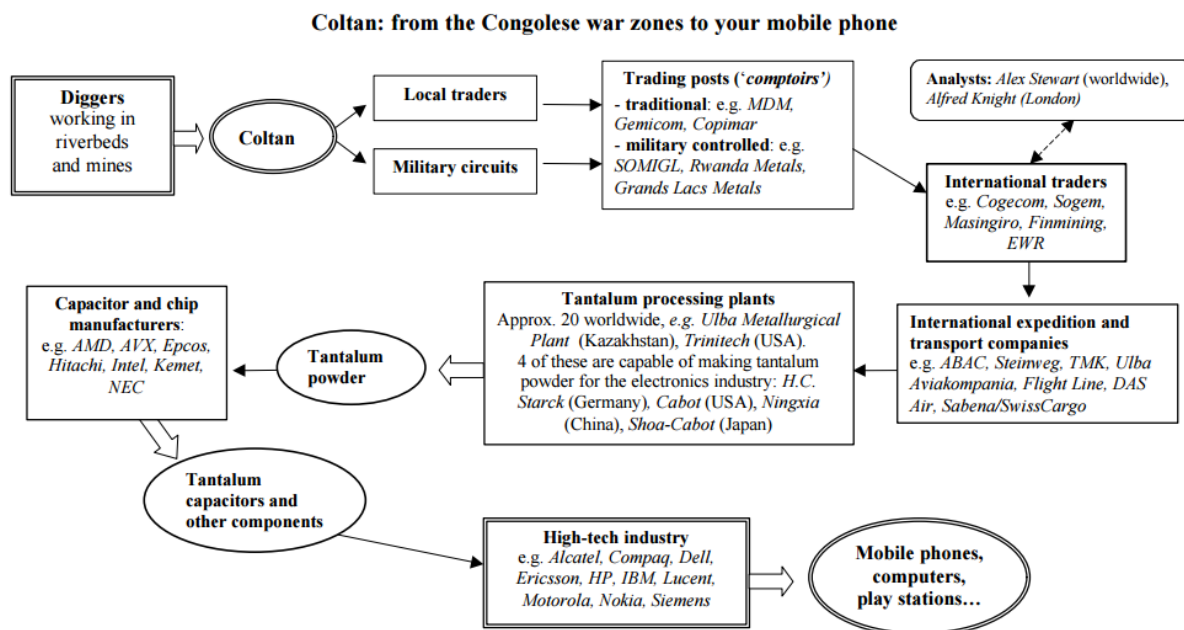 Coltan: from the Congolese war zones to your mobile phone
Diggers
working in
riverbeds
and mines
Coltan
Local traders
Military circuits
Trading posts (‘comptoirs’)
- traditional: e.g. MDM,
Gemicom, Copimar
- military controlled: e.g.
SOMIGL, Rwanda Metals,
Grands Lacs Metals
Analysts: Alex Stewart (worldwide),
Alfred Knight (London)
International traders
e.g. Cogecom, Sogem,
Masingiro, Finmining,
EWR
International expedition and
transport companies
e.g. ABAC, Steinweg, TMK, Ulba
Aviakompania, Flight Line, DAS
Air, Sabena/SwissCargo
Tantalum processing plants
Approx. 20 worldwide, e.g. Ulba Metallurgical
Plant (Kazakhstan), Trinitech (USA).
4 of these are capable of making tantalum
powder for the electronics industry: H.C.
Starck (Germany), Cabot (USA), Ningxia
(China), Shoa-Cabot (Japan)
Tantalum
powder
Capacitor and chip
manufacturers:
e.g. AMD, AVX, Epcos,
Hitachi, Intel, Kemet,
NEC
Tantalum
capacitors and
other components
High-tech industry
e.g. Alcatel, Compaq, Dell,
Ericsson, HP, IBM, Lucent,
Motorola, Nokia, Siemens
Mobile phones,
computers,
play stations…